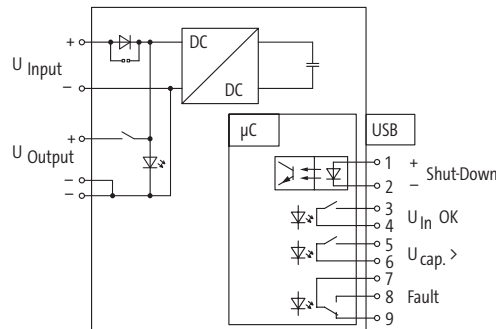 +
U Input
−
DC
DC
+
U Output
−
−
µC
USB
1 +
Shut-Down
2 −
3
U In OK
4
5
U cap. >
6
7
8 Fault
9